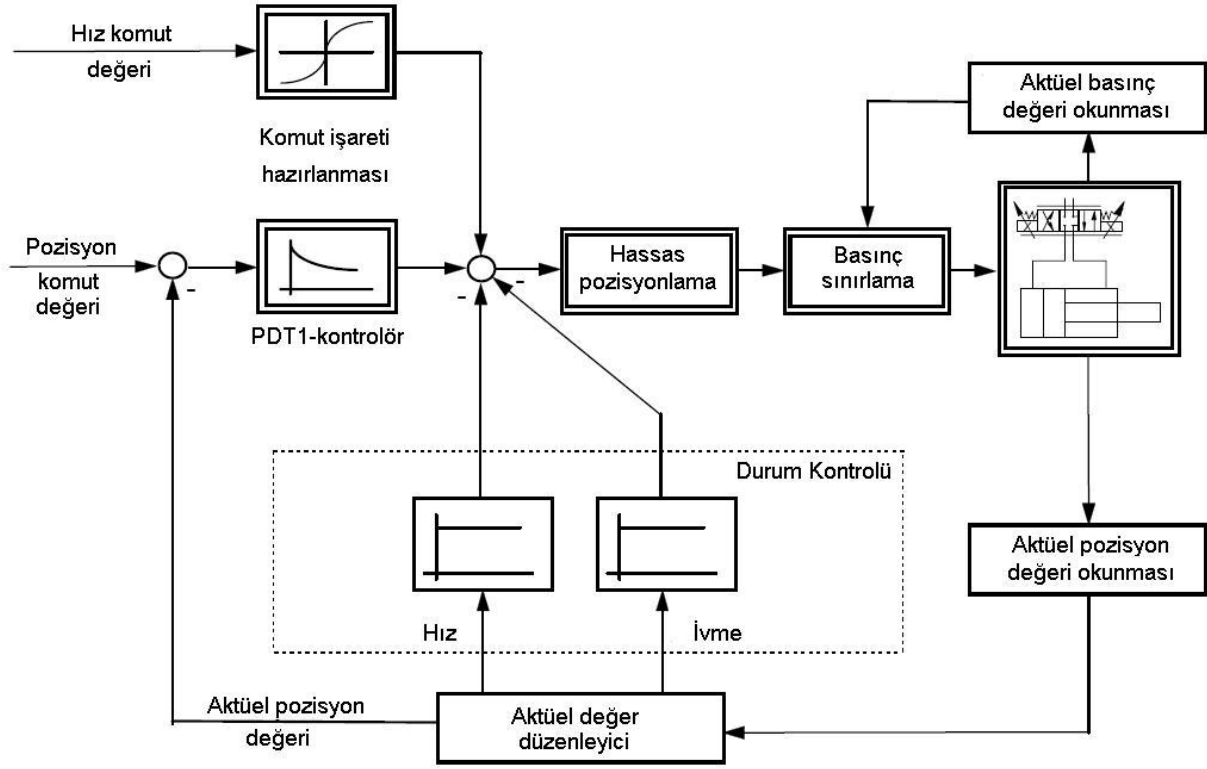 Hız komut
değeri
Komut işareti
hazırlanması
Aktüel basınç
değeri okunması
Pozisyon
komut
değeri
-
PDT1-kontrolör
-
-
Hassas
pozisyonlama
Basınç
sınırlama
Durum Kontrolü
Aktüel pozisyon
değeri okunması
Hız
İvme
Aktüel pozisyon
değeri
Aktüel değer
düzenleyici